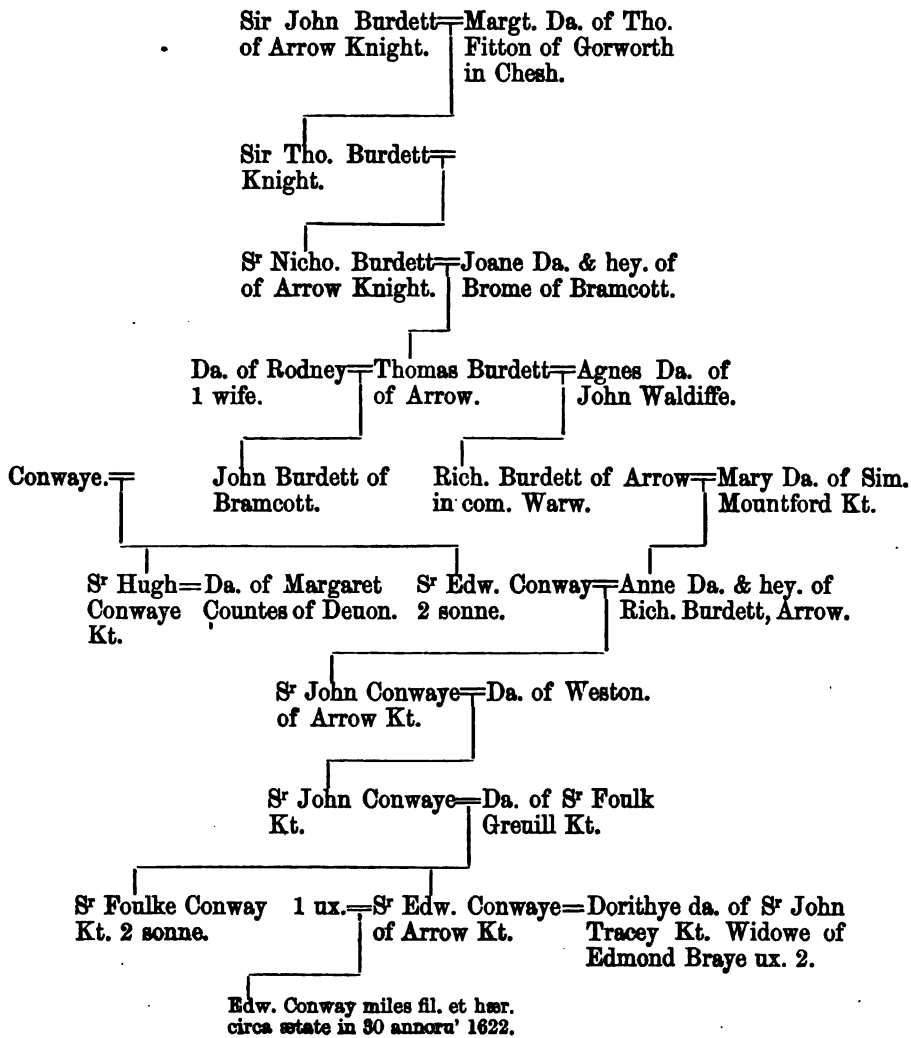 Sir John Burdett=Margt. Da. of Tho.
of Arrow Knight. Fitton of Gorworth
in Chesh.
Sir Tho. Burdett=
Knight.
Sʳ Nicho. Burdett=Joane Da. & hey. of
of Arrow Knight. Brome of Bramcott.
Da. of Rodney=Thomas Burdett=Agnes Da. of
1 wife. of Arrow. John Waldiffe.
Conwaye.= John Burdett of Rich. Burdett of Arrow=Mary Da. of Sim.
Bramcott. in com. Warw. Mountford Kt.
Sʳ Hugh=Da. of Margaret Sʳ Edw. Conway=Anne Da. & hey. of
Conwaye Countes of Deuon. 2 sonne. Rich. Burdett, Arrow.
Kt.
Sʳ John Conwaye=Da. of Weston.
of Arrow Kt.
Sʳ John Conwaye=Da. of Sʳ Foulk
Kt. Greuill Kt.
Sʳ Foulke Conway 1 ux.=Sʳ Edw. Conwaye=Dorithye da. of Sʳ John
Kt. 2 sonne. of Arrow Kt. Tracey Kt. Widowe of
Edmond Braye ux. 2.
Edw. Conway miles fil. et hær.
circa ætate in 30 annoru' 1622.